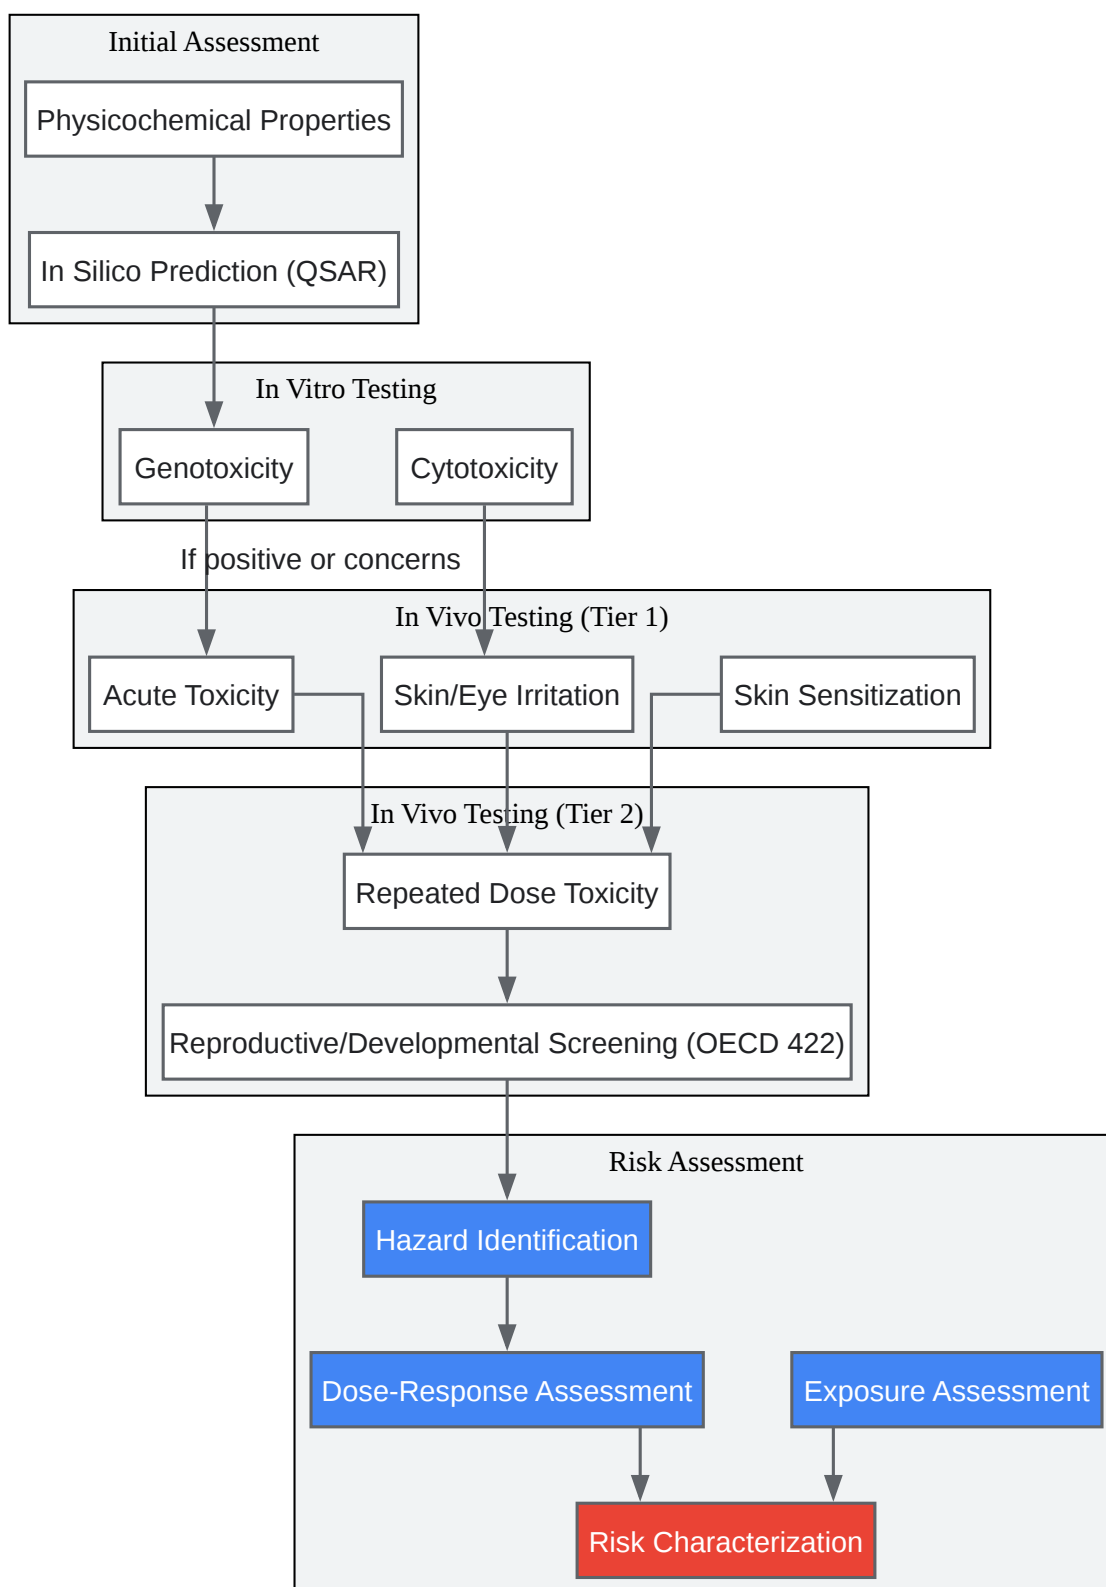 Initial Assessment
Physicochemical Properties
In Silico Prediction (QSAR)
In Vitro Testing
Genotoxicity
Cytotoxicity
If positive or concerns
In Vivo Testing (Tier 1)
Acute Toxicity
Skin/Eye Irritation
Skin Sensitization
In Vivo Testing (Tier 2)
Repeated Dose Toxicity
Reproductive/Developmental Screening (OECD 422)
Risk Assessment
Hazard Identification
Dose-Response Assessment
Exposure Assessment
Risk Characterization